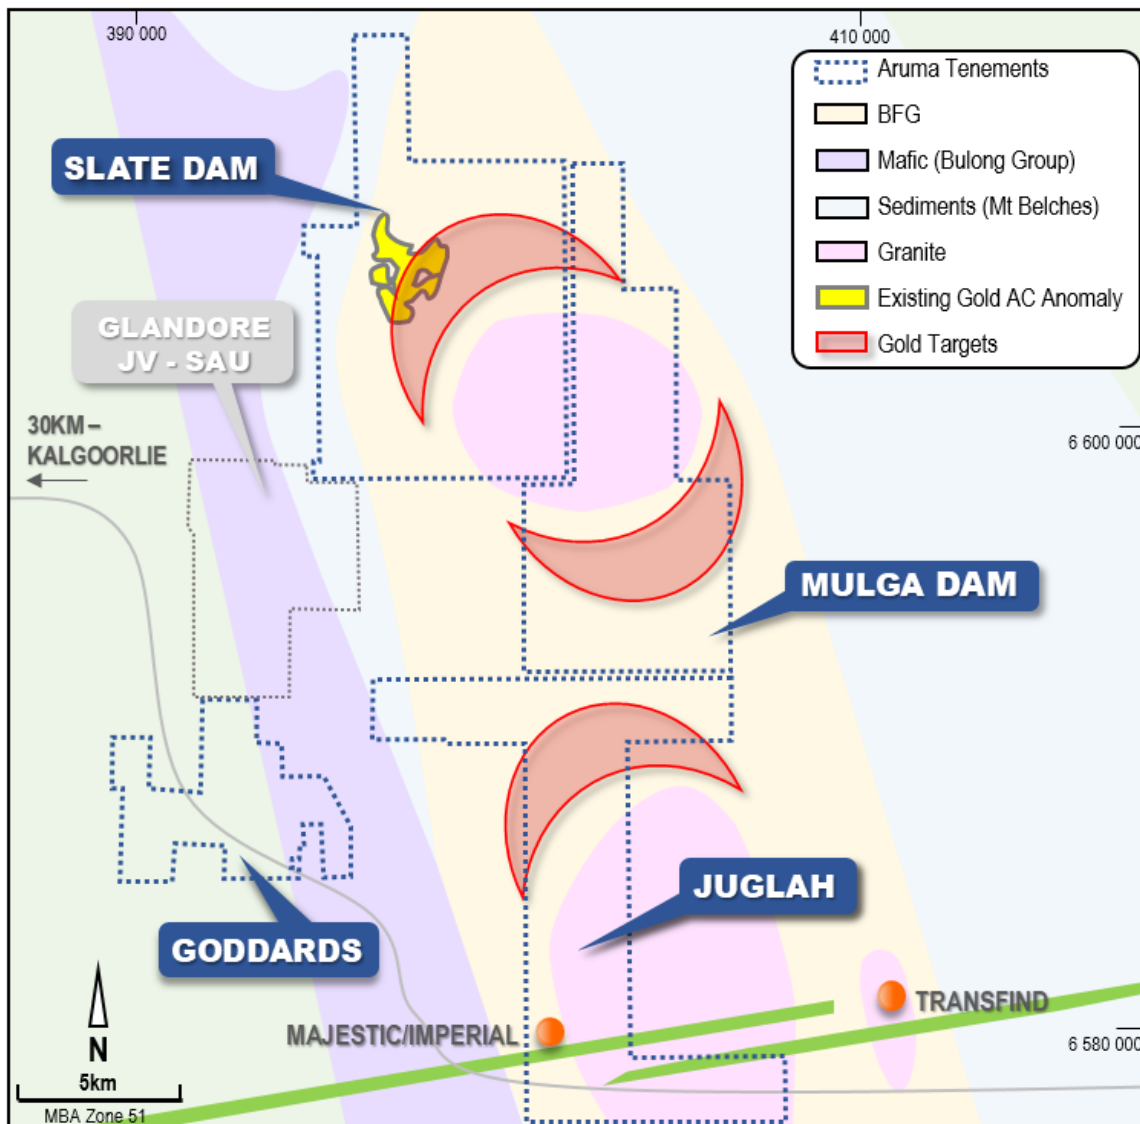 390 000
410 000
Aruma Tenements
BFG
Mafic (Bulong Group)
Sediments (Mt Belches)
Granite
Existing Gold AC Anomaly
Gold Targets
SLATE DAM
GLANDORE
JV - SAU
30KM –
KALGOORLIE
6 600 000
MULGA DAM
JUGLAH
GODDARDS
TRANSFIND
MAJESTIC/IMPERIAL
6 580 000
N
5km
MBA Zone 51